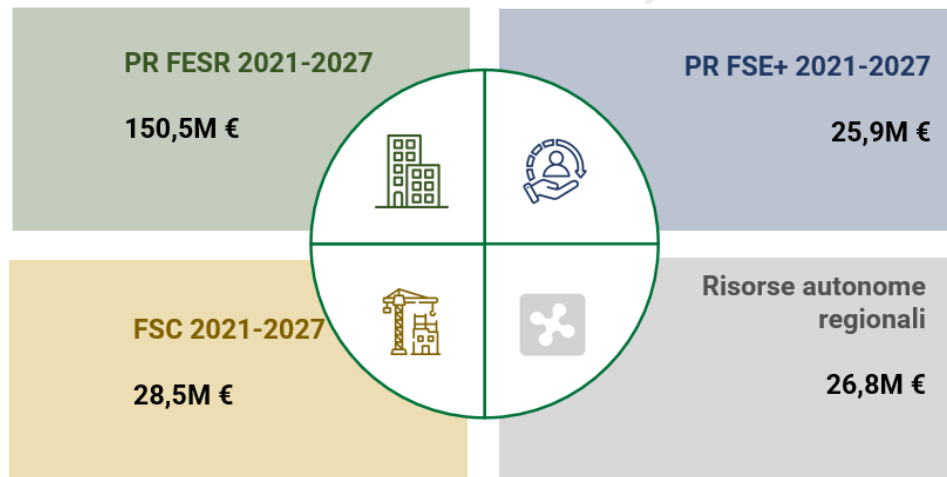 PR FESR 2021-2027
150,5M €
PR FSE+ 2021-2027
25,9M €
FSC 2021-2027
28,5M €
Risorse autonome
regionali
26,8M €